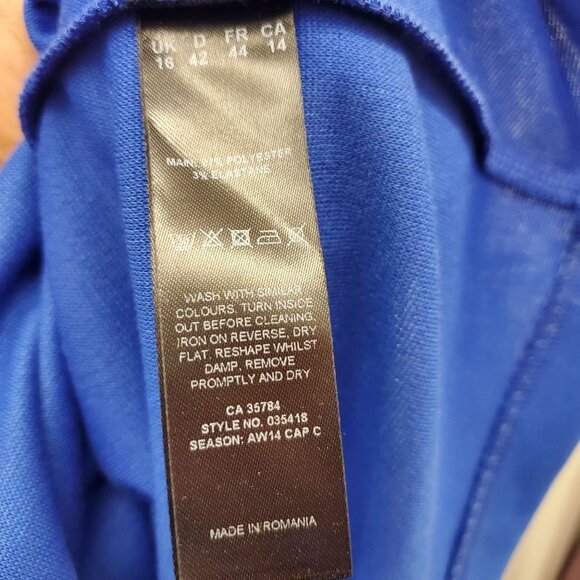 UK D FR CA
16 42 44 14
MAIN: 97% POLYESTER
3% ELASTANE
WASH WITH SIMILAR
COLOURS. TURN INSIDE
OUT BEFORE CLEANING.
IRON ON REVERSE, DRY
FLAT, RESHAPE WHILST
DAMP, REMOVE
PROMPTLY AND DRY
CA 35784
STYLE NO. 035418
SEASON: AW14 CAP C
MADE IN ROMANIA